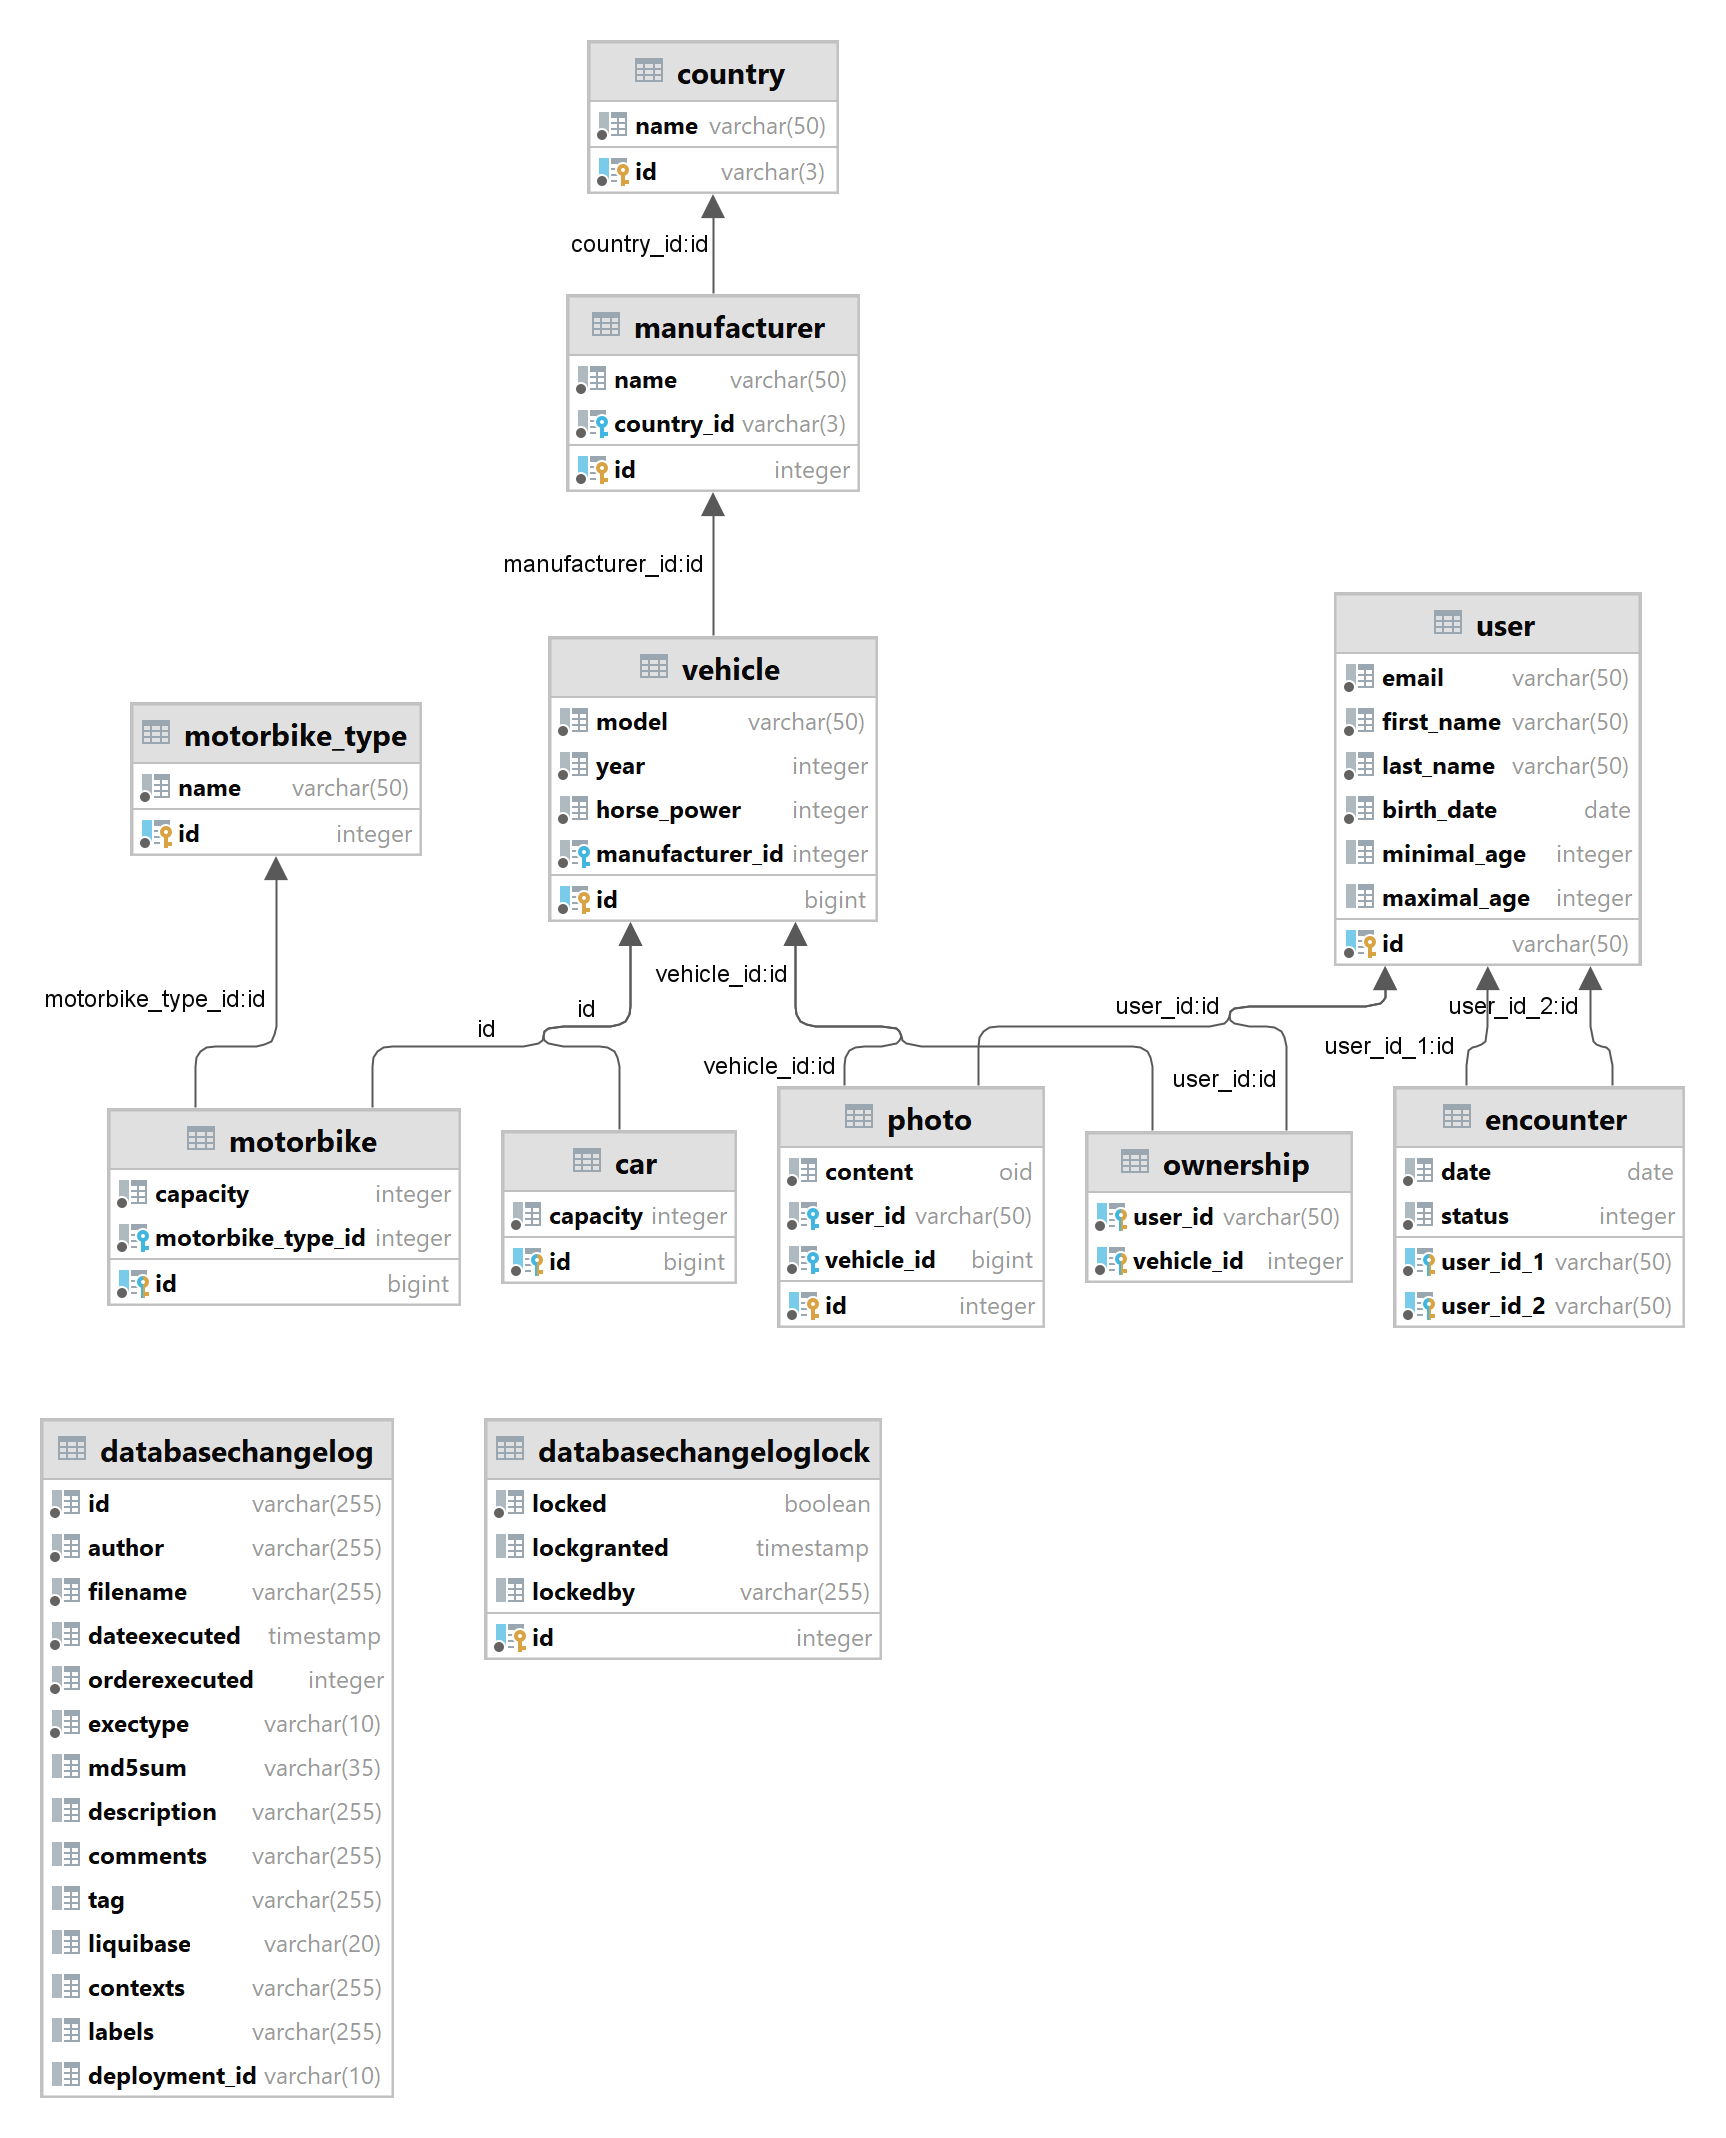 country
name varchar(50)
id varchar(3)
country_id:id
manufacturer
name varchar(50)
country_id varchar(3)
id integer
manufacturer_id:id
vehicle
model varchar(50)
year integer
horse_power integer
manufacturer_id integer
id bigint
user
email varchar(50)
first_name varchar(50)
last_name varchar(50)
birth_date date
minimal_age integer
maximal_age integer
id varchar(50)
motorbike_type
name varchar(50)
id integer
motorbike_type_id:id
id
id
vehicle_id:id
vehicle_id:id
user_id:id
user_id:id
user_id_1:id
user_id_2:id
motorbike
capacity integer
motorbike_type_id integer
id bigint
car
capacity integer
id bigint
photo
content oid
user_id varchar(50)
vehicle_id bigint
id integer
ownership
user_id varchar(50)
vehicle_id integer
encounter
date date
status integer
user_id_1 varchar(50)
user_id_2 varchar(50)
databasechangelog
id varchar(255)
author varchar(255)
filename varchar(255)
dateexecuted timestamp
orderexecuted integer
exectype varchar(10)
md5sum varchar(35)
description varchar(255)
comments varchar(255)
tag varchar(255)
liquibase varchar(20)
contexts varchar(255)
labels varchar(255)
deployment_id varchar(10)
databasechangeloglock
locked boolean
lockgranted timestamp
lockedby varchar(255)
id integer